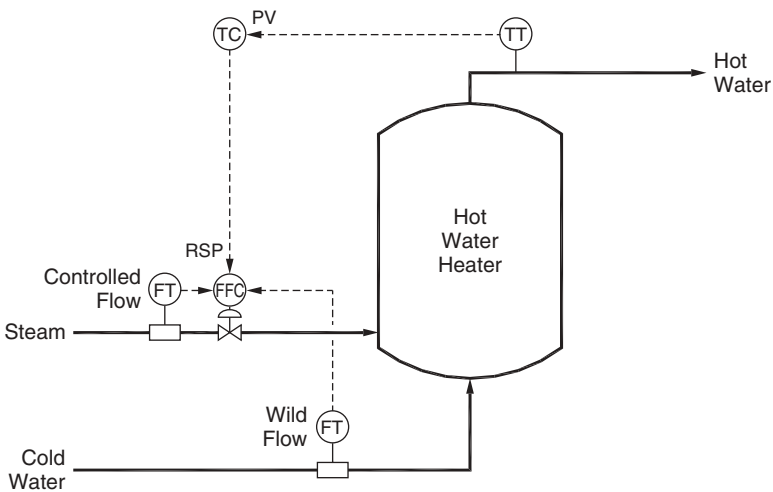 TC
PV
TT
Hot
Water
Hot
Water
Heater
RSP
Controlled
Flow
FT
FFC
Steam
Wild
Flow
FT
Cold
Water